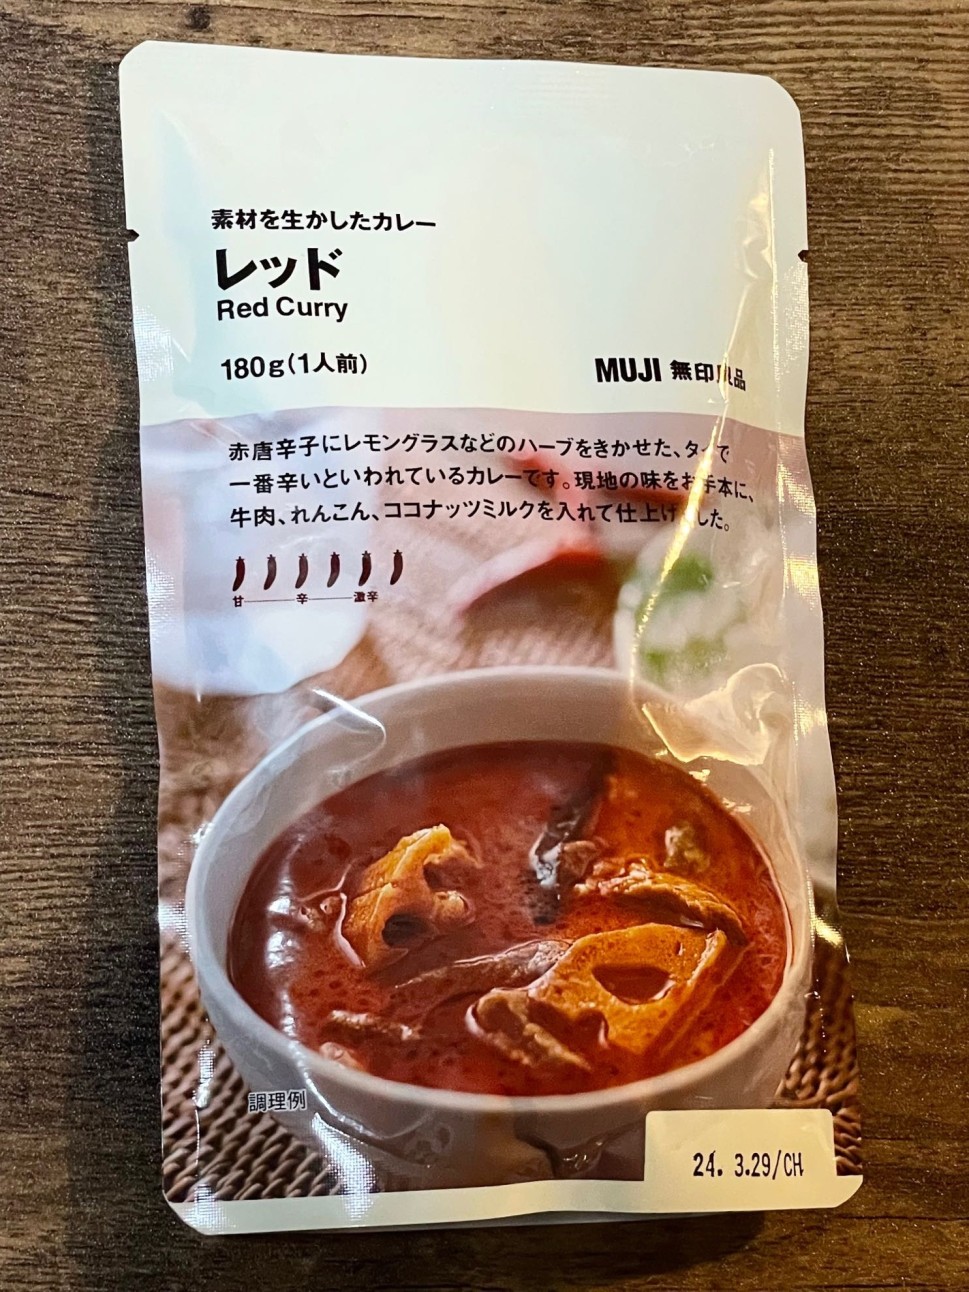 素材を生かしたカレー
レッド
Red Curry
180g(1人前)
MUJI 無印良品
赤唐辛子にレモングラスなどのハーブをきかせた、タイで
一番辛いといわれているカレーです。現地の味をお手本に、
牛肉、れんこん、ココナッツミルクを入れて仕上げました。
甘 辛 激辛
調理例
24. 3.29/CH